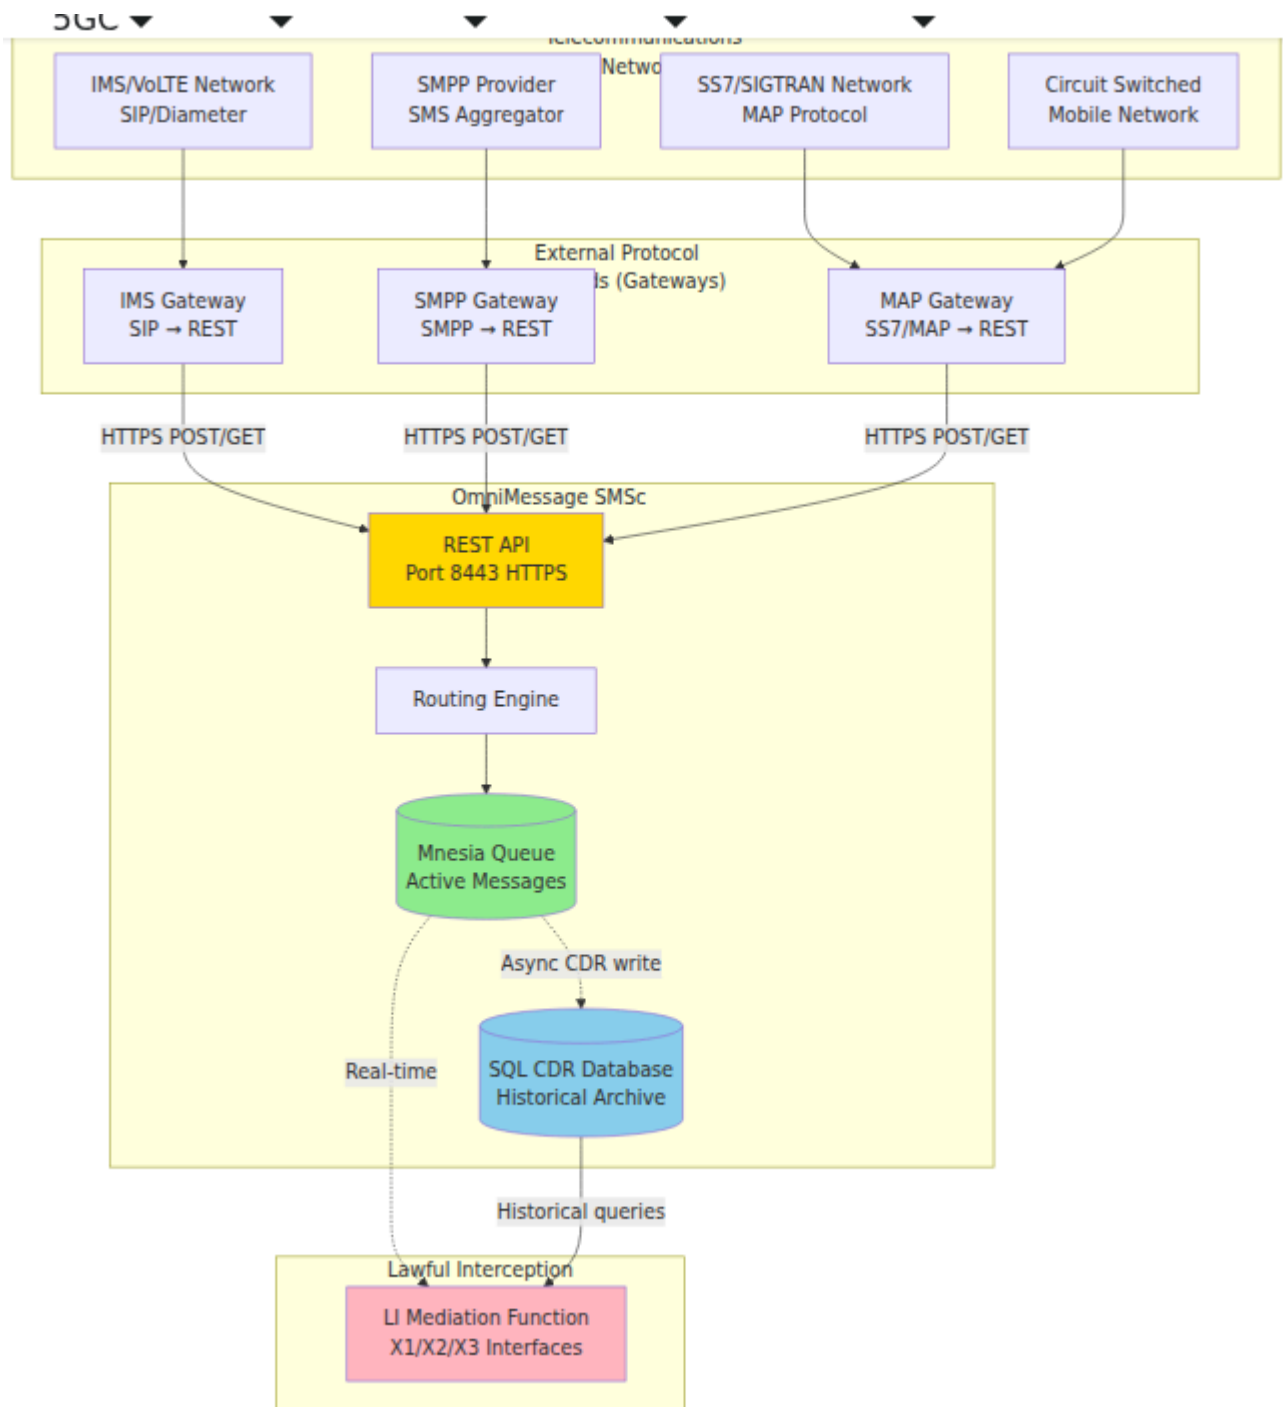 5GC
Telecommunications
Netwo
IMS/VoLTE Network
SIP/Diameter
SMPP Provider
SMS Aggregator
SS7/SIGTRAN Network
MAP Protocol
Circuit Switched
Mobile Network
External Protocol
ds (Gateways)
IMS Gateway
SIP → REST
SMPP Gateway
SMPP → REST
MAP Gateway
SS7/MAP → REST
HTTPS POST/GET
HTTPS POST/GET
HTTPS POST/GET
OmniMessage SMSc
REST API
Port 8443 HTTPS
Routing Engine
Mnesia Queue
Active Messages
Async CDR write
SQL CDR Database
Historical Archive
Real-time
Historical queries
Lawful Interception
LI Mediation Function
X1/X2/X3 Interfaces